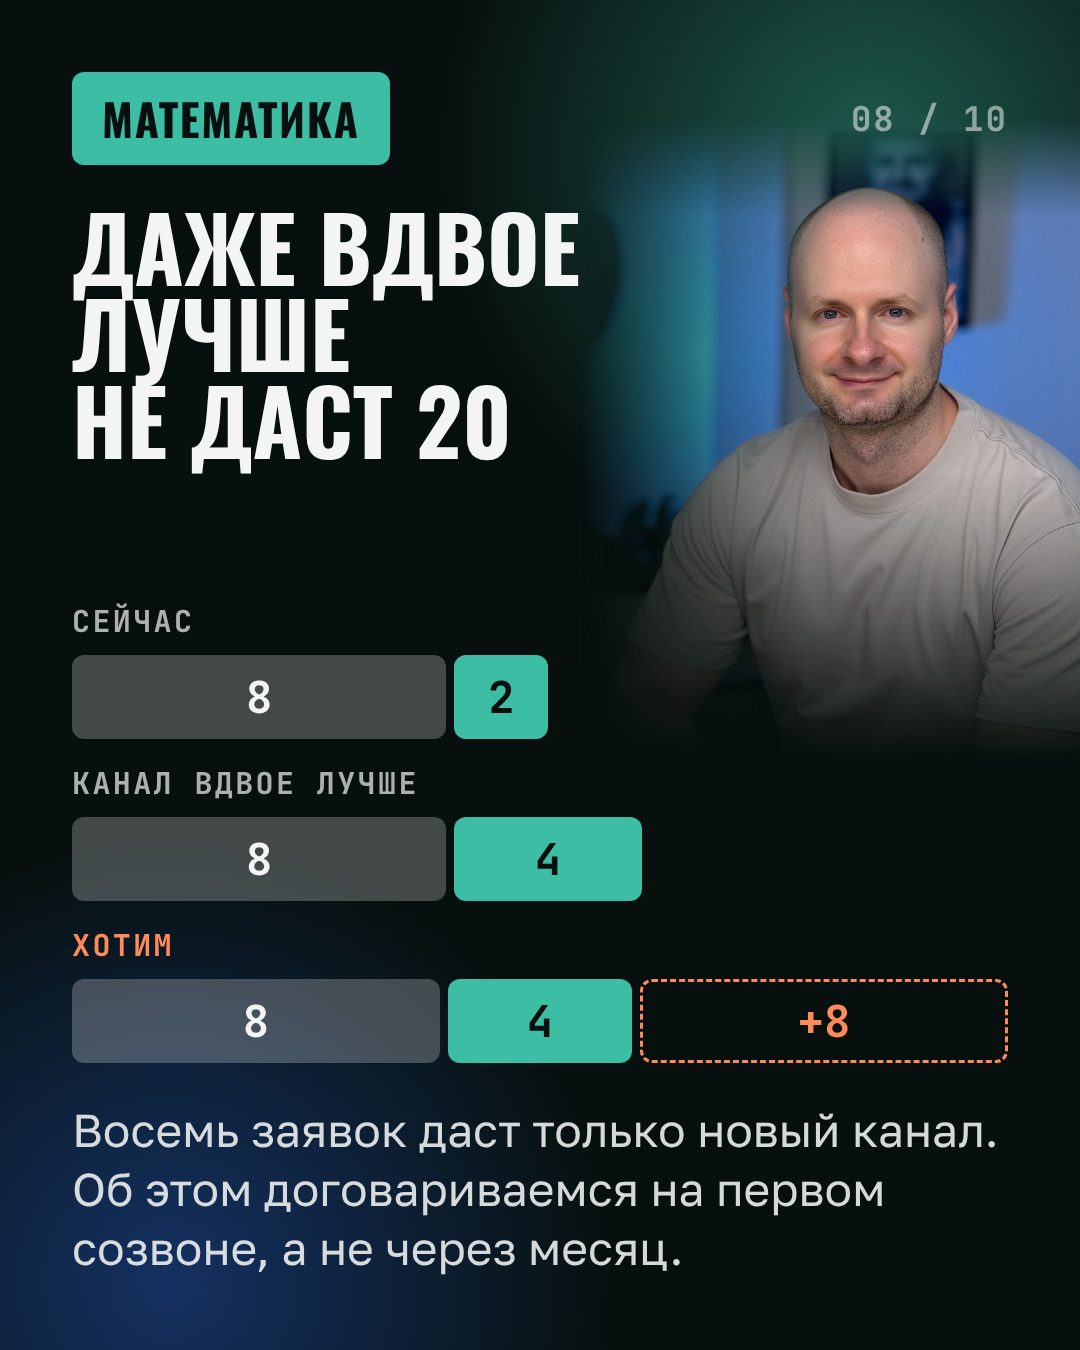 МАТЕМАТИКА
08 / 10
ДАЖЕ ВДВОЕ
ЛУЧШЕ
НЕ ДАСТ 20
СЕЙЧАС
8 2
КАНАЛ ВДВОЕ ЛУЧШЕ
8 4
ХОТИМ
8 4 +8
Восемь заявок даст только новый канал.
Об этом договариваемся на первом
созвоне, а не через месяц.